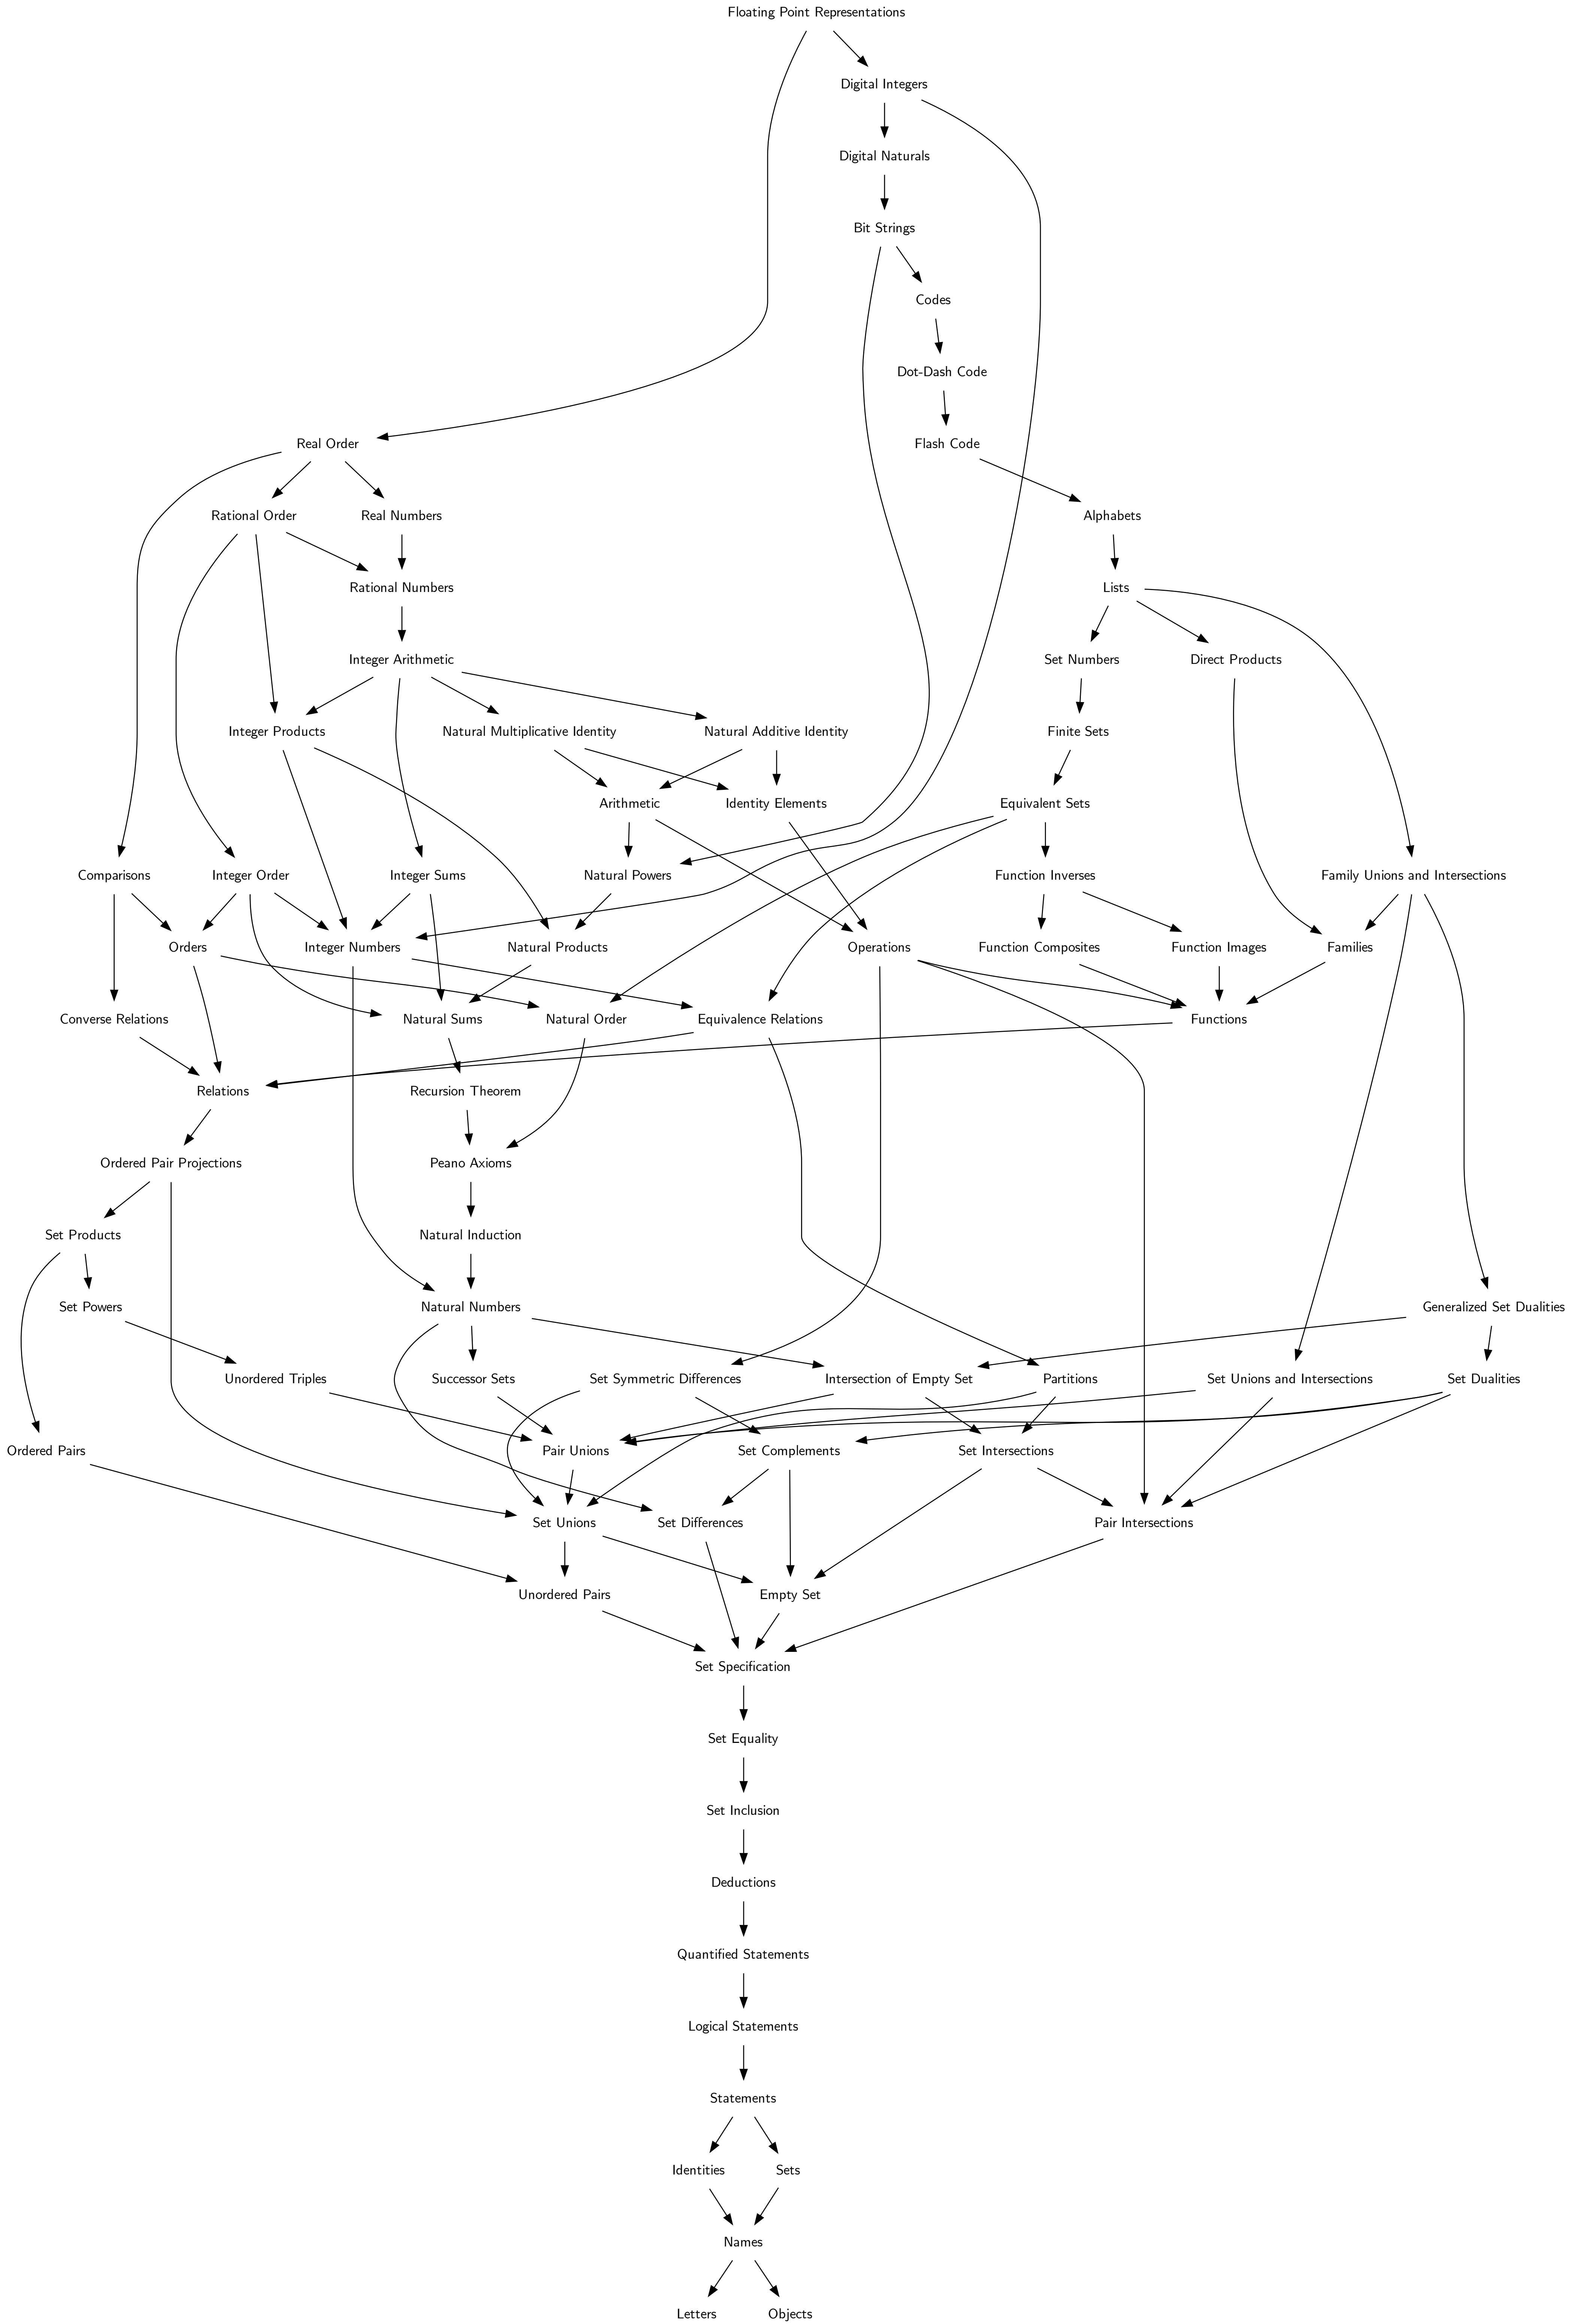 Floating Point Representations
Digital Integers
Digital Naturals
Bit Strings
Codes
Dot-Dash Code
Real Order
Flash Code
Rational Order
Real Numbers
Alphabets
Rational Numbers
Lists
Integer Arithmetic
Set Numbers
Direct Products
Integer Products
Natural Multiplicative Identity
Natural Additive Identity
Finite Sets
Arithmetic
Identity Elements
Equivalent Sets
Comparisons
Integer Order
Integer Sums
Natural Powers
Function Inverses
Family Unions and Intersections
Orders
Integer Numbers
Natural Products
Operations
Function Composites
Function Images
Families
Converse Relations
Natural Sums
Natural Order
Equivalence Relations
Functions
Relations
Recursion Theorem
Ordered Pair Projections
Peano Axioms
Set Products
Natural Induction
Set Powers
Natural Numbers
Generalized Set Dualities
Unordered Triples
Successor Sets
Set Symmetric Differences
Intersection of Empty Set
Partitions
Set Unions and Intersections
Set Dualities
Ordered Pairs
Pair Unions
Set Complements
Set Intersections
Set Unions
Set Differences
Pair Intersections
Unordered Pairs
Empty Set
Set Specification
Set Equality
Set Inclusion
Deductions
Quantified Statements
Logical Statements
Statements
Identities
Sets
Names
Letters
Objects